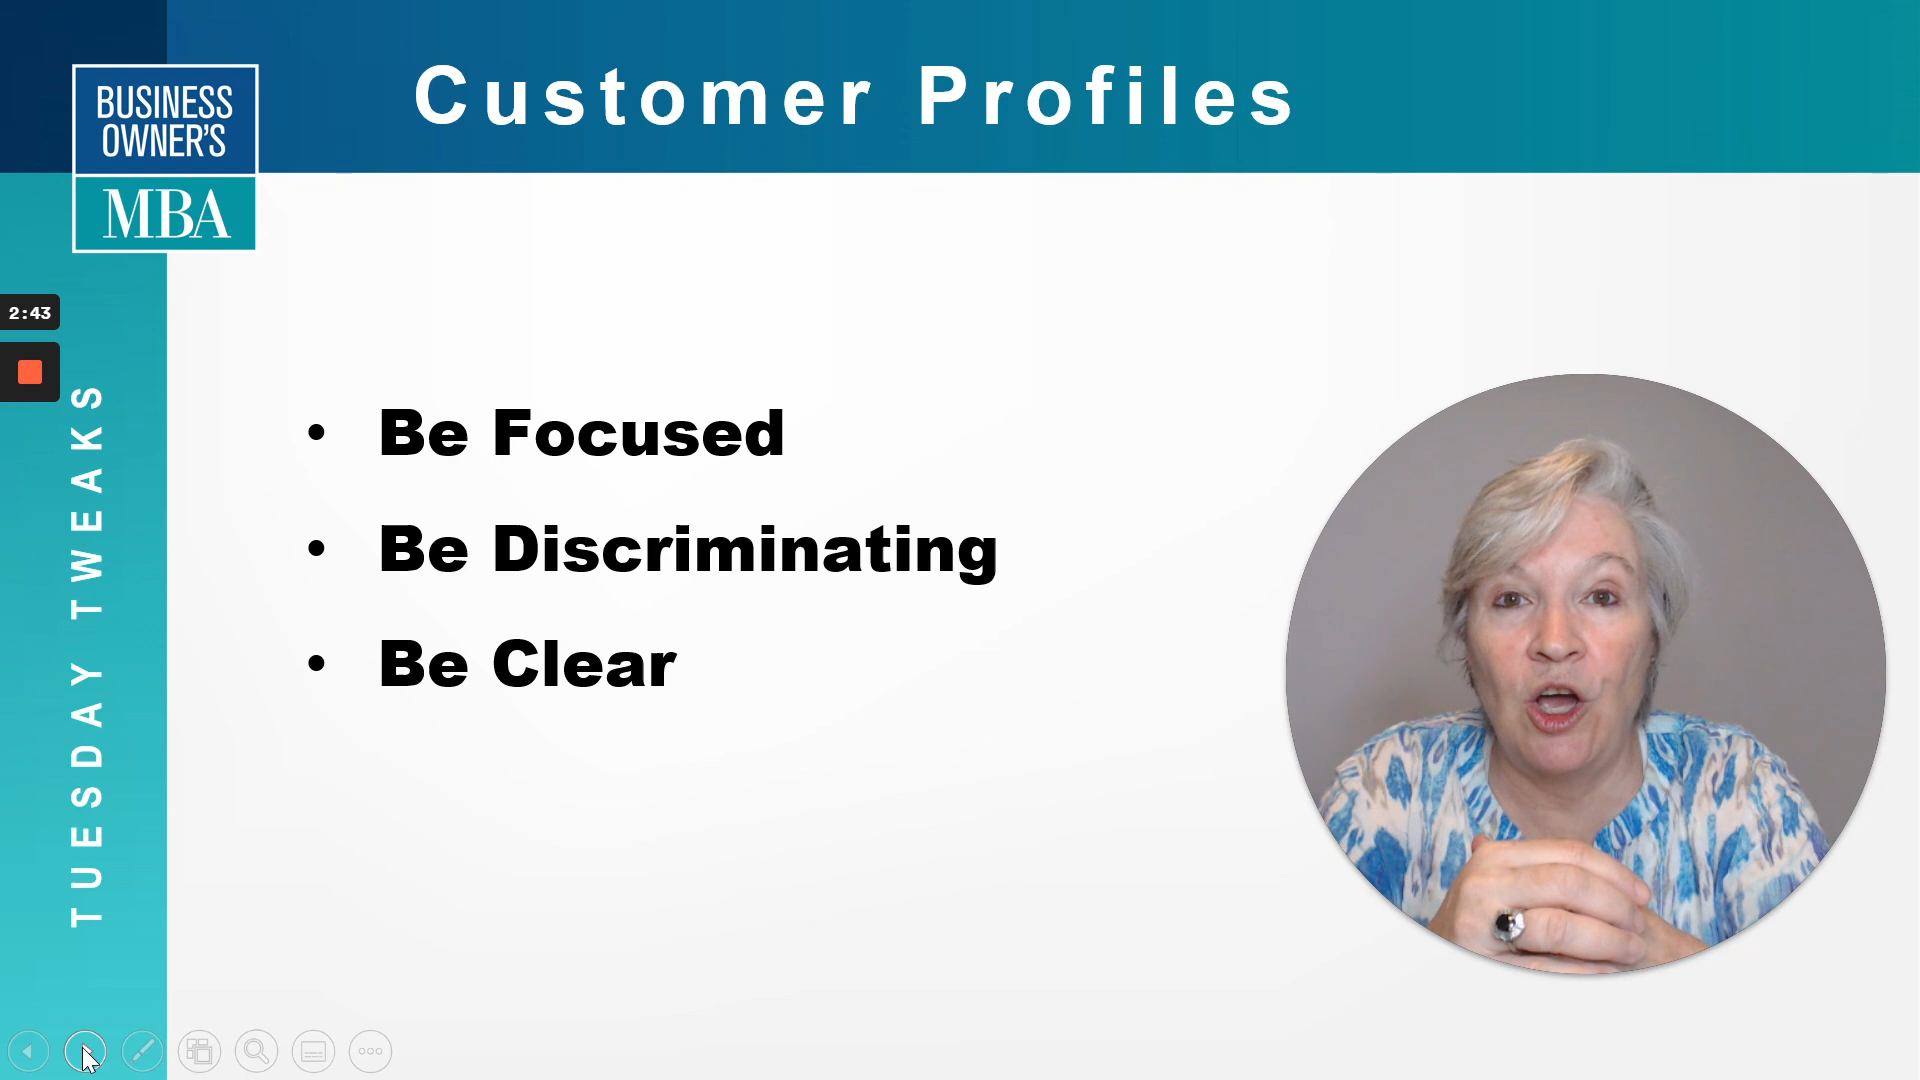 Customer Profiles
BUSINESS
OWNER'S
MBA
2:43
TUESDAY TWEAKS
• Be Focused
• Be Discriminating
• Be Clear